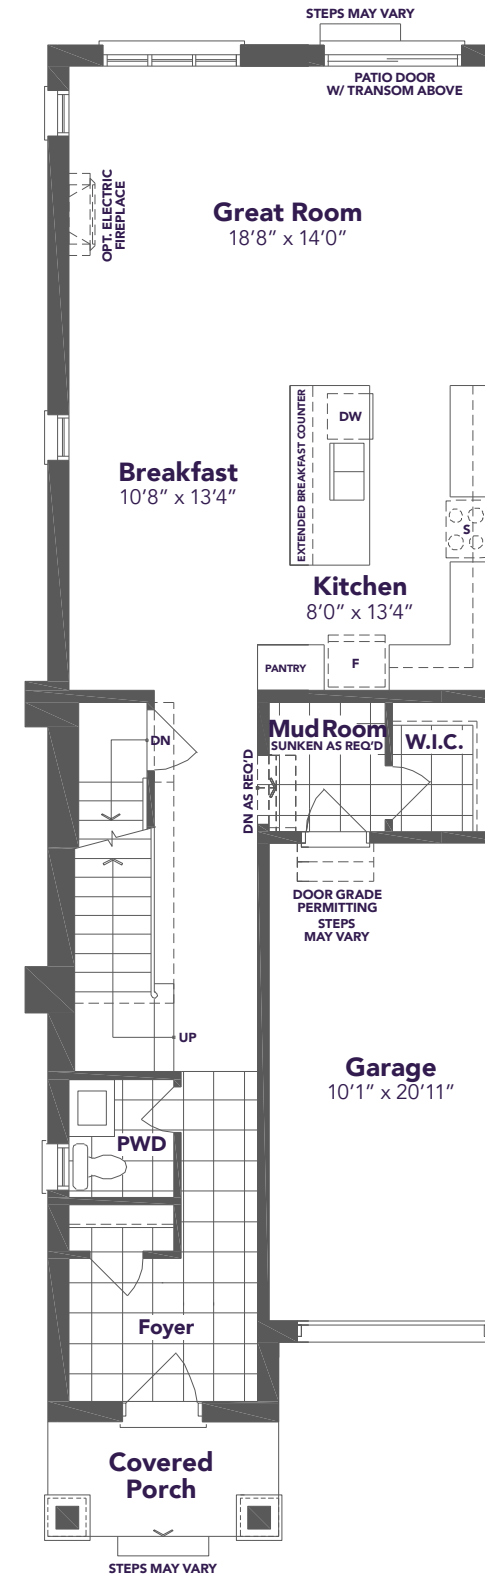 STEPS MAY VARY
PATIO DOOR
W/ TRANSOM ABOVE
OPT. ELECTRIC
FIREPLACE
Great Room
18'8" x 14'0"
EXTENDED BREAKFAST COUNTER
DW
Breakfast
10'8" x 13'4"
S
Kitchen
8'0" x 13'4"
PANTRY
F
DN
Mud Room
SUNKEN AS REQ'D
W.I.C.
DN AS REQ'D
DOOR GRADE
PERMITTING
STEPS
MAY VARY
UP
Garage
10'1" x 20'11"
PWD
Foyer
Covered
Porch
STEPS MAY VARY